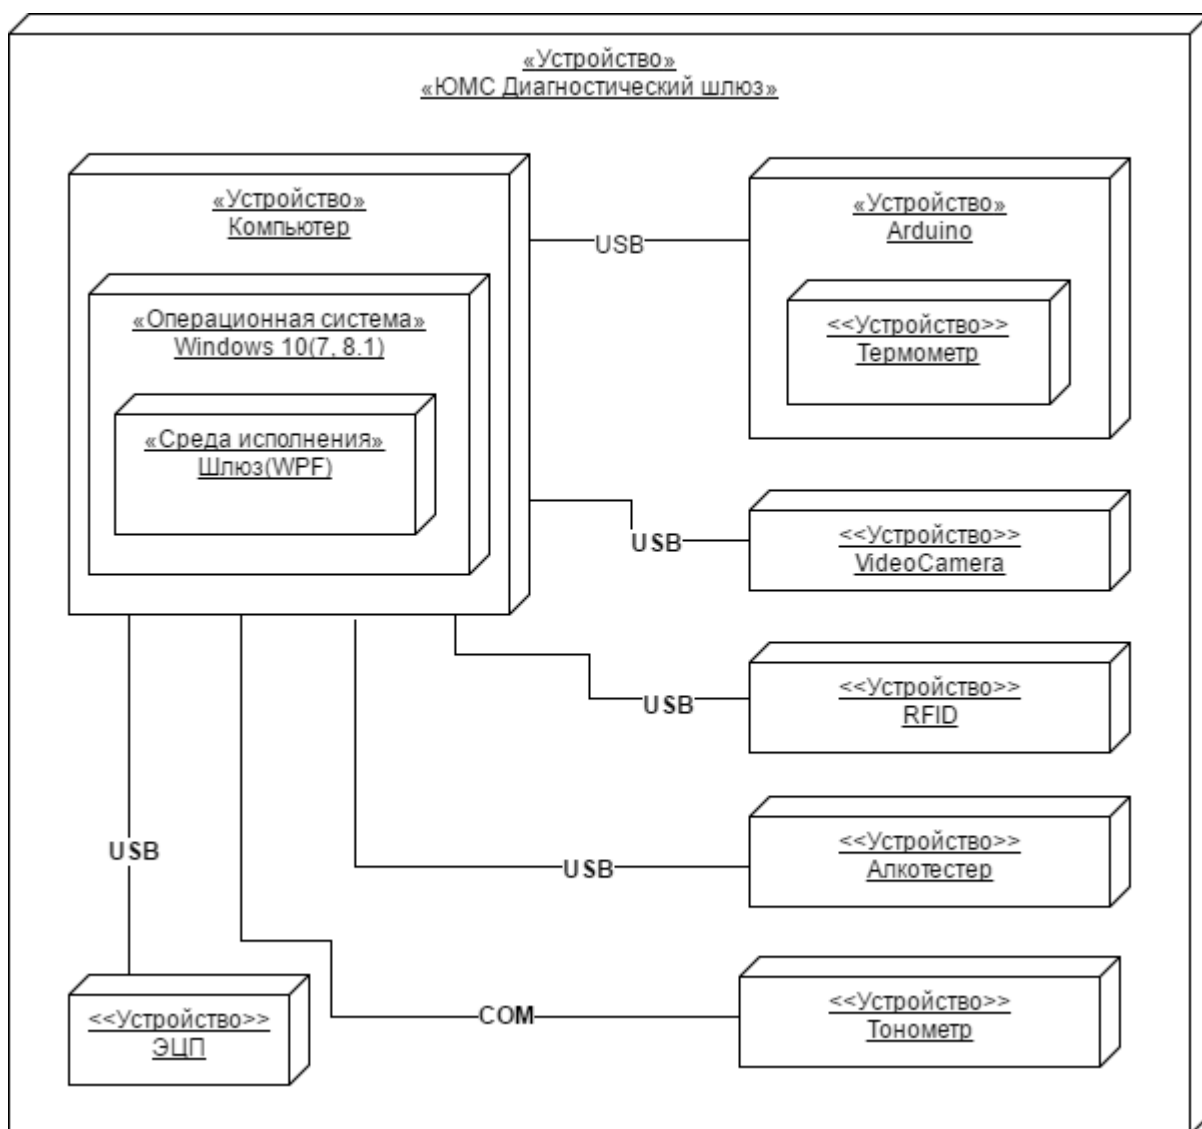 «Устройство»
«ЮМС Диагностический шлюз»
«Устройство»
Компьютер
«Операционная система»
Windows 10(7, 8.1)
«Среда исполнения»
Шлюз(WPF)
USB
«Устройство»
Arduino
<<Устройство>>
Термометр
USB
<<Устройство>>
VideoCamera
USB
<<Устройство>>
RFID
USB
<<Устройство>>
Алкотестер
USB
<<Устройство>>
ЭЦП
COM
<<Устройство>>
Тонометр